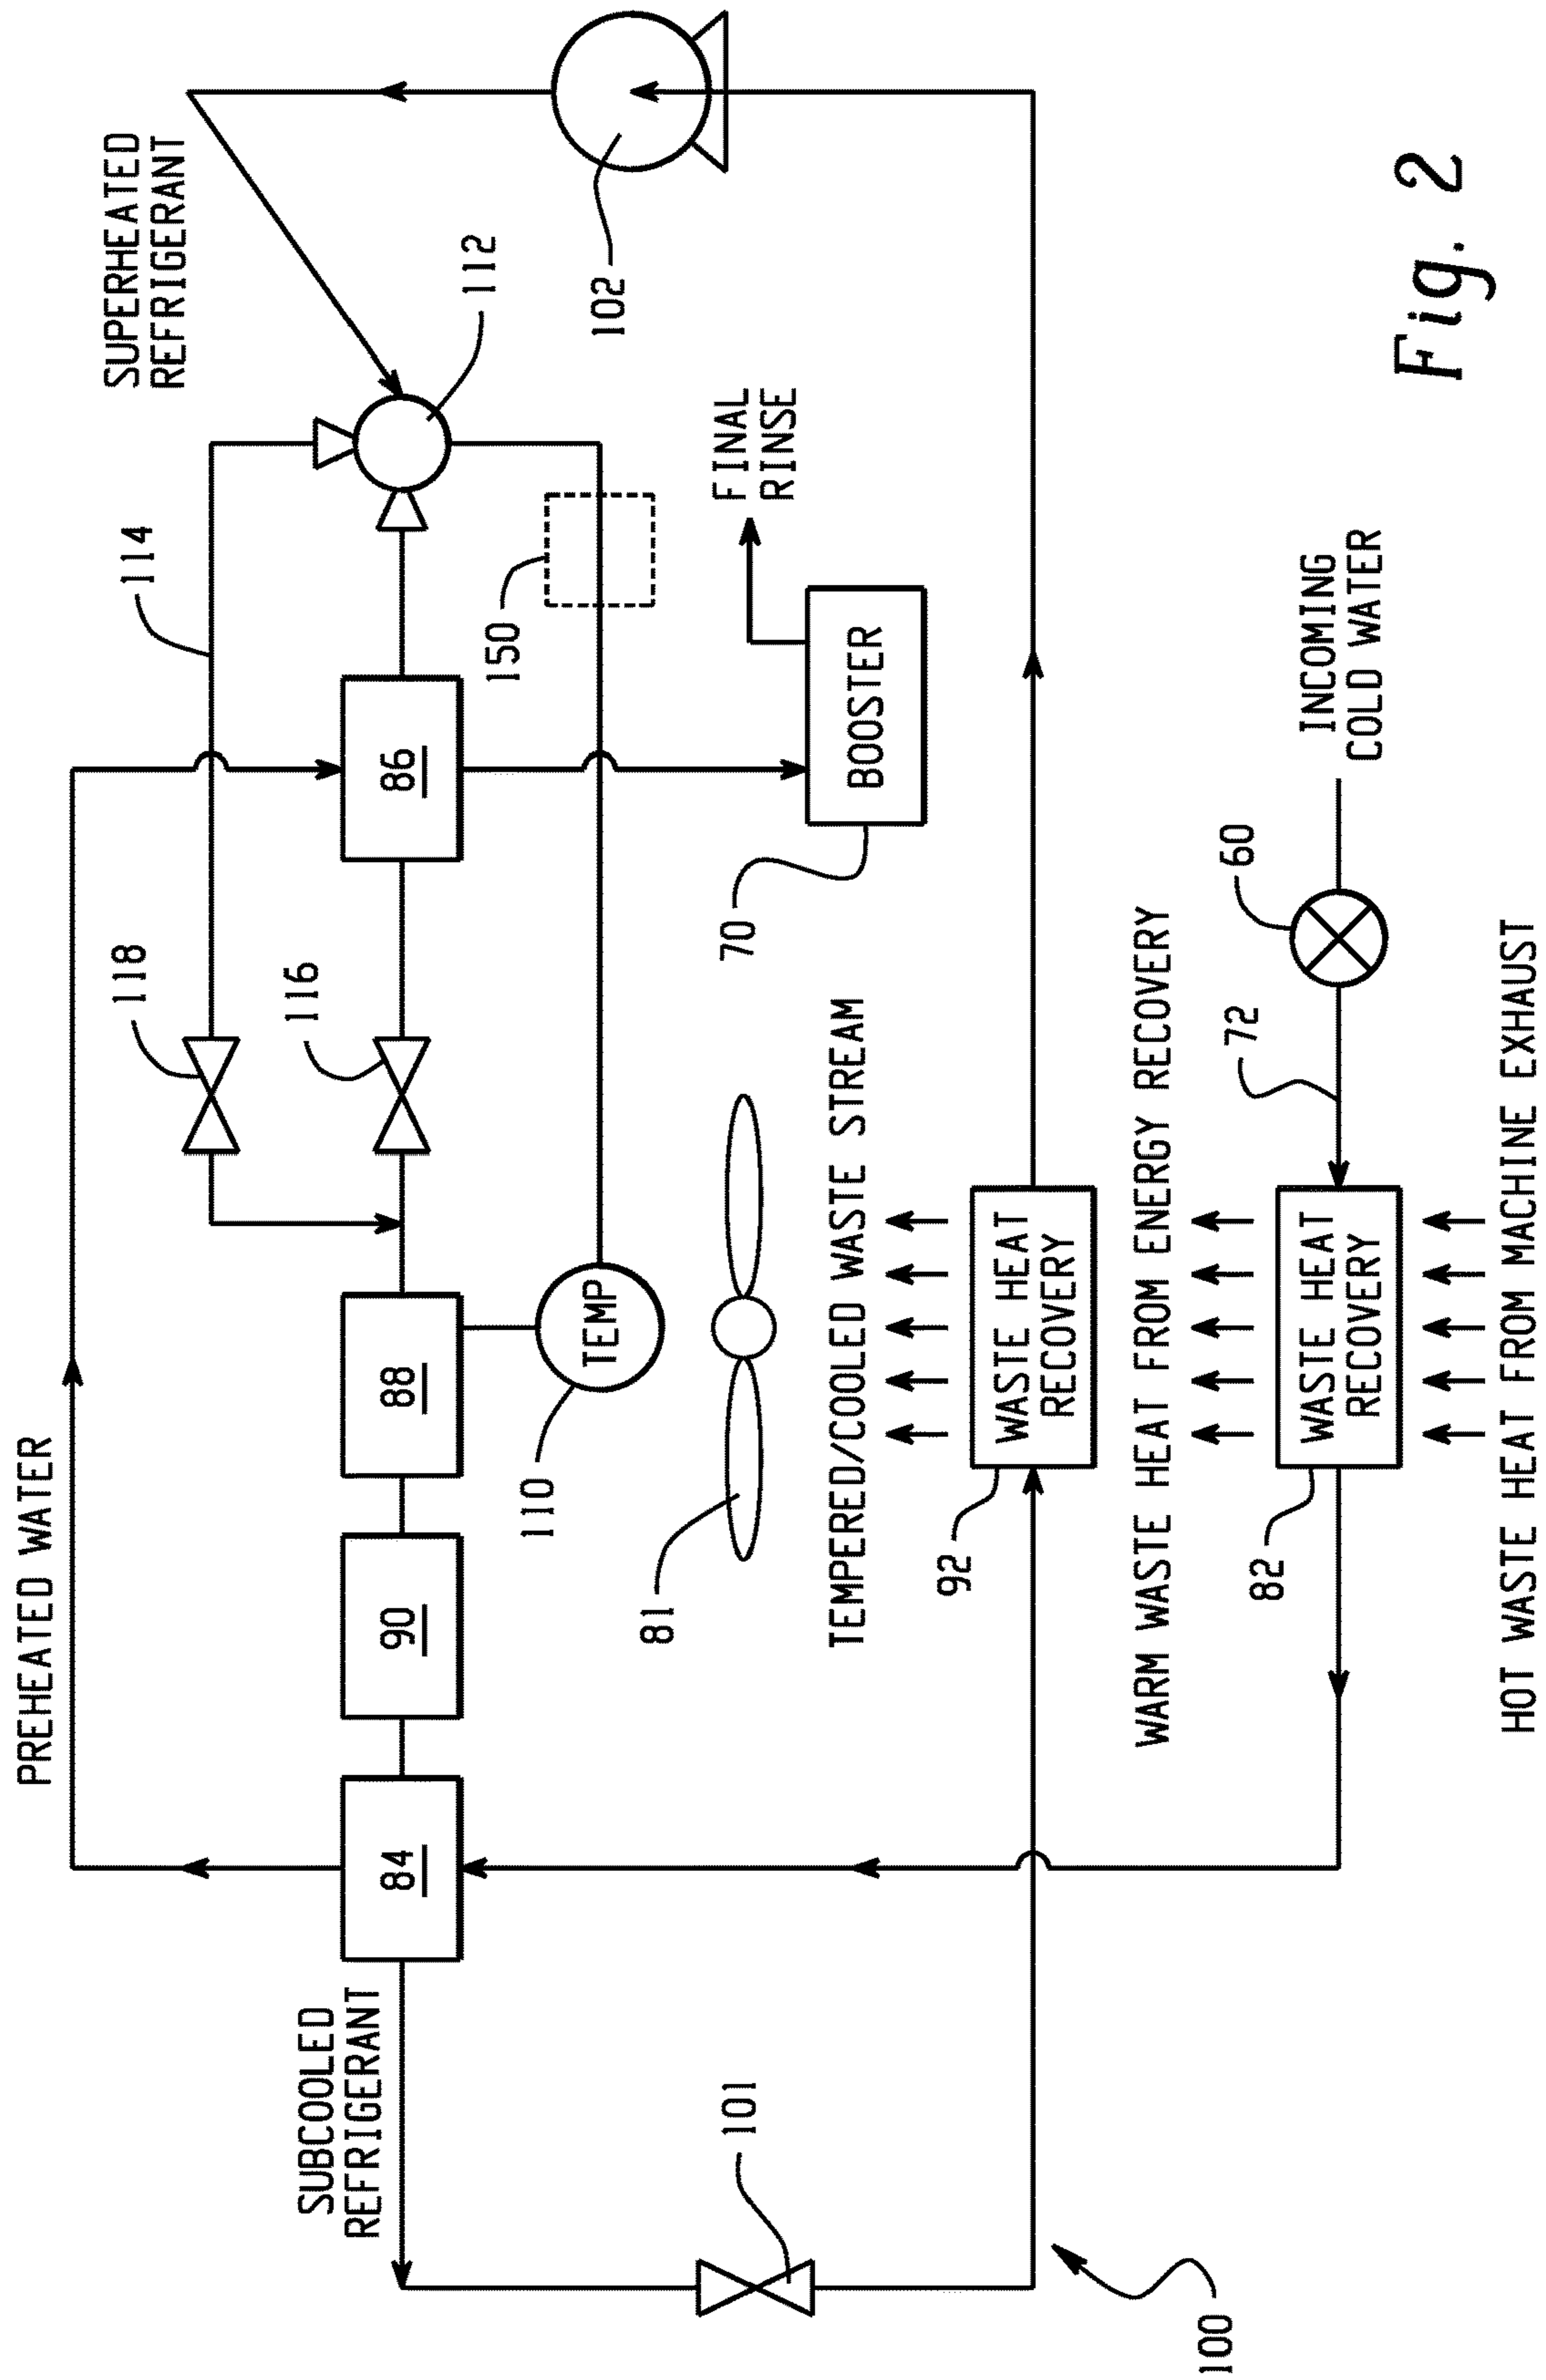 PREHEATED WATER
SUPERHEATED
REFRIGERANT
114
118
116
112
SUBCOOLED
REFRIGERANT
84
90
88
86
150
102
110
TEMP
81
101
70
FINAL
RINSE
BOOSTER
TEMPERED/COOLED WASTE STREAM
92
WASTE HEAT
RECOVERY
WARM WASTE HEAT FROM ENERGY RECOVERY
100
82
WASTE HEAT
RECOVERY
72
60
INCOMING
COLD WATER
HOT WASTE HEAT FROM MACHINE EXHAUST
Fig. 2